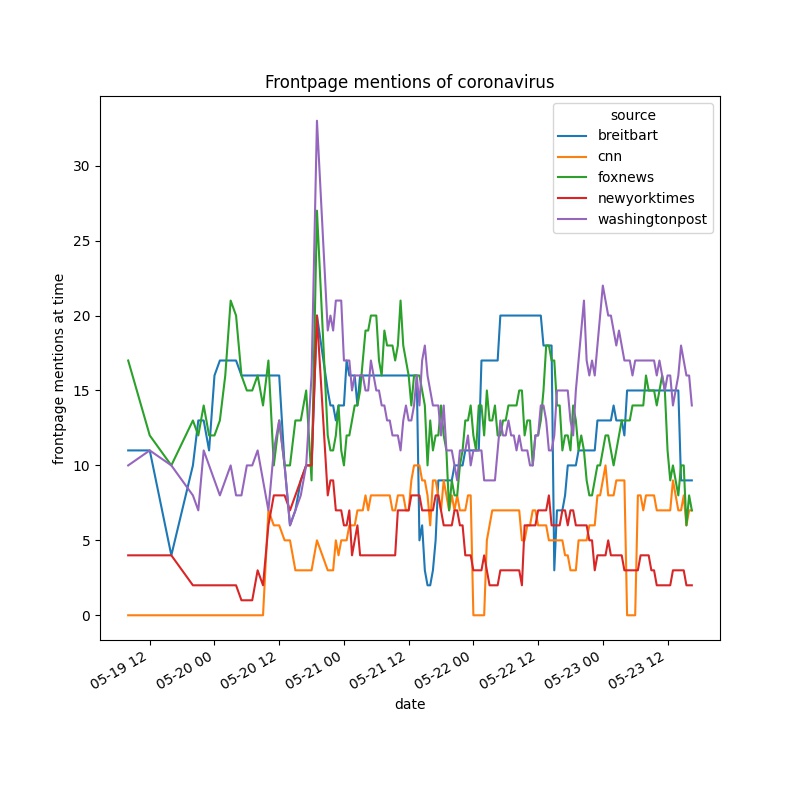 Frontpage mentions of coronavirus
source
breitbart
cnn
foxnews
newyorktimes
washingtonpost
frontpage mentions at time
30
25
20
15
10
5
0
05-19 12
05-20 00
05-20 12
05-21 00
05-21 12
05-22 00
05-22 12
05-23 00
05-23 12
date